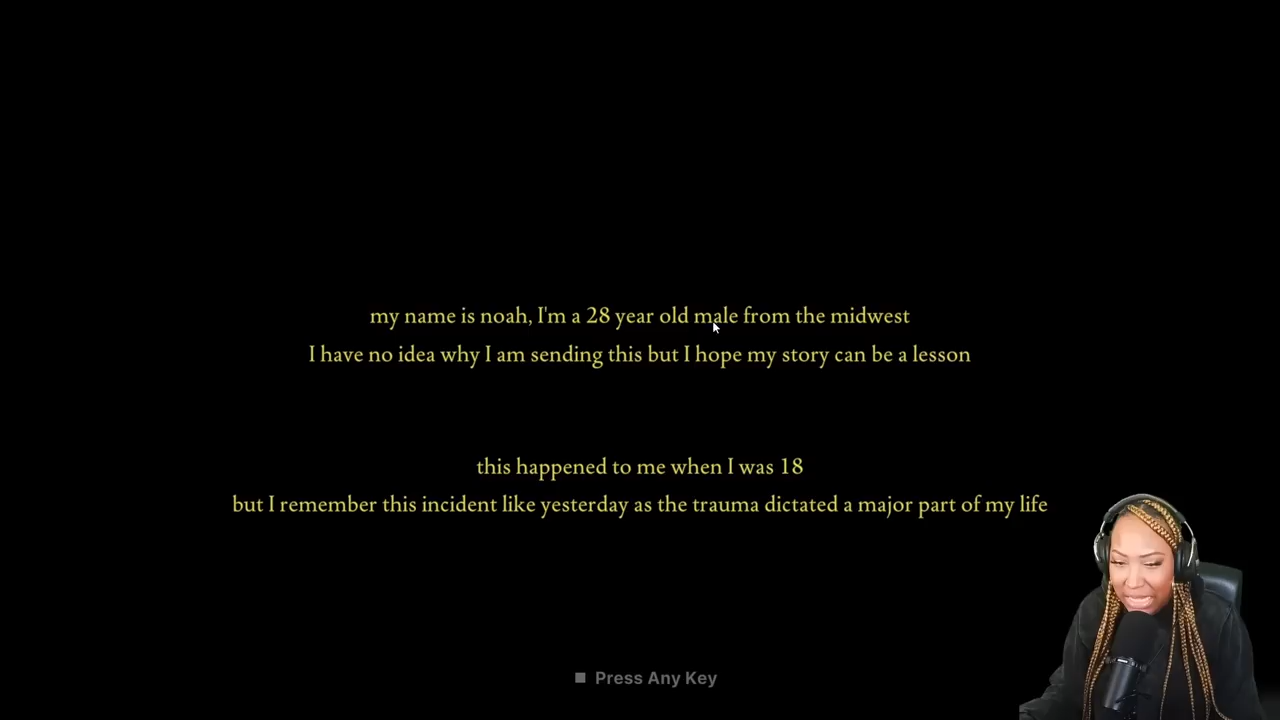 my name is noah, I'm a 28 year old male from the midwest
I have no idea why I am sending this but I hope my story can be a lesson
this happened to me when I was 18
but I remember this incident like yesterday as the trauma dictated a major part of my life
Press Any Key